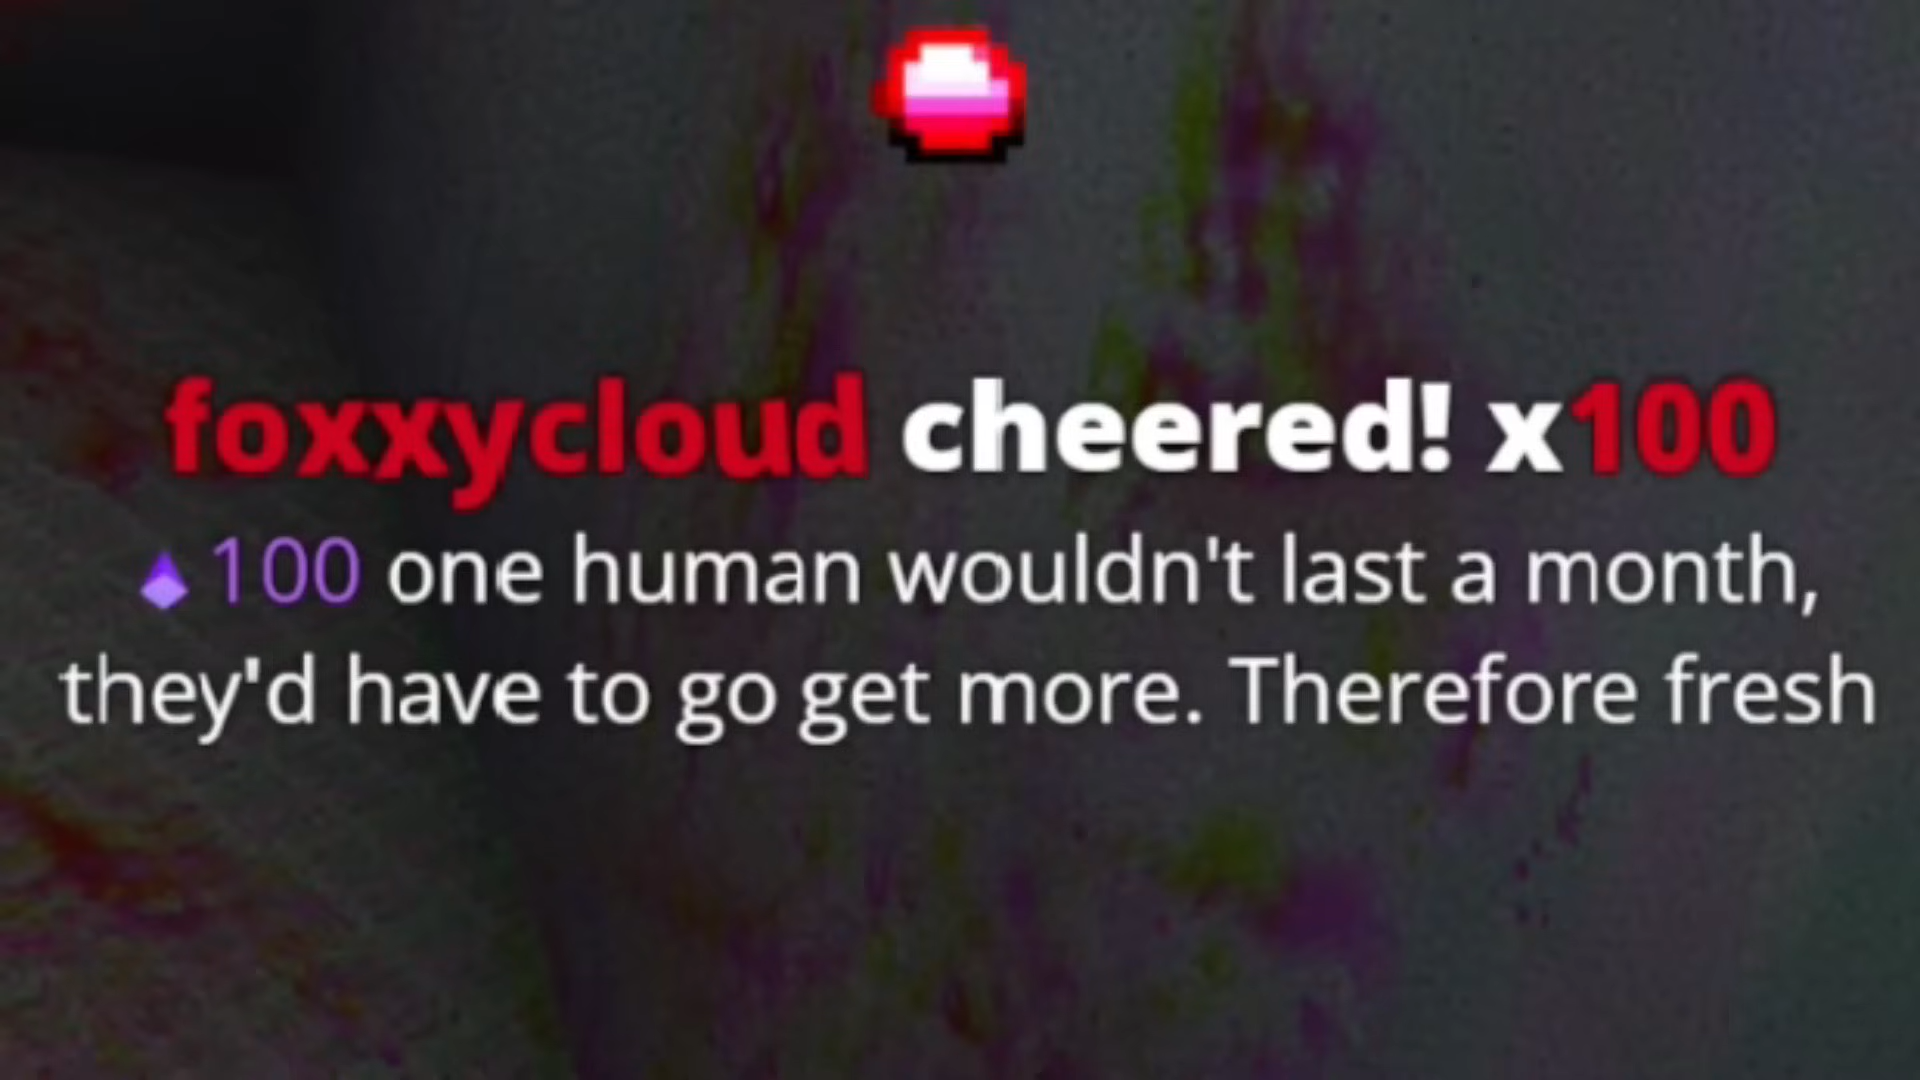 foxxycloud cheered! x100
100 one human wouldn't last a month,
they'd have to go get more. Therefore fresh